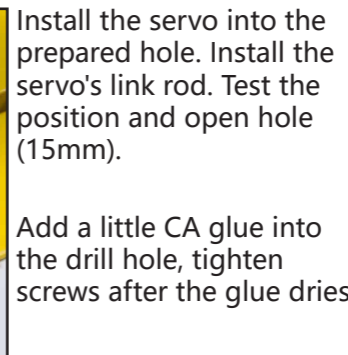 Install the servo into the
prepared hole. Install the
servo's link rod. Test the
position and open hole
(15mm).
Add a little CA glue into
the drill hole, tighten
screws after the glue dries